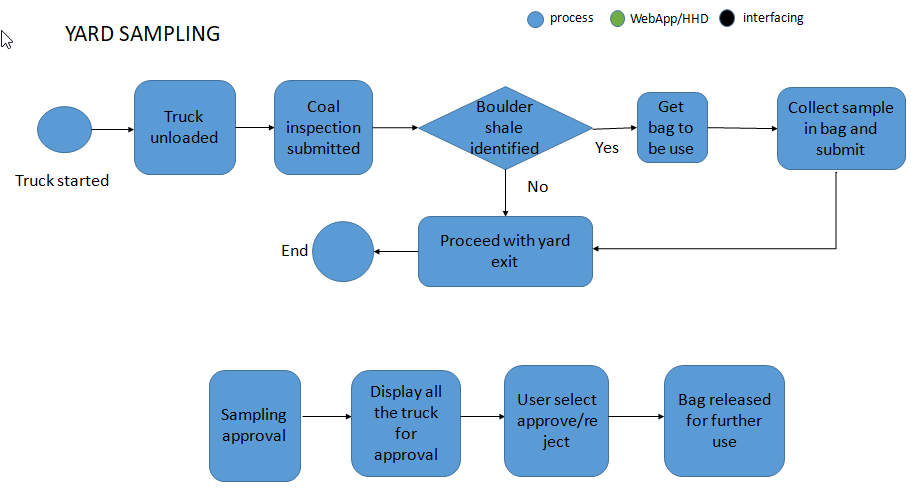 process
WebApp/HHD
interfacing
YARD SAMPLING
Truck
unloaded
Coal
inspection
submitted
Boulder
shale
identified
Get
bag to
be use
Collect sample
in bag and
submit
Yes
Truck started
No
Proceed with yard
exit
End
Sampling
approval
Display all
the truck
for
approval
User select
approve/re
ject
Bag released
for further
use